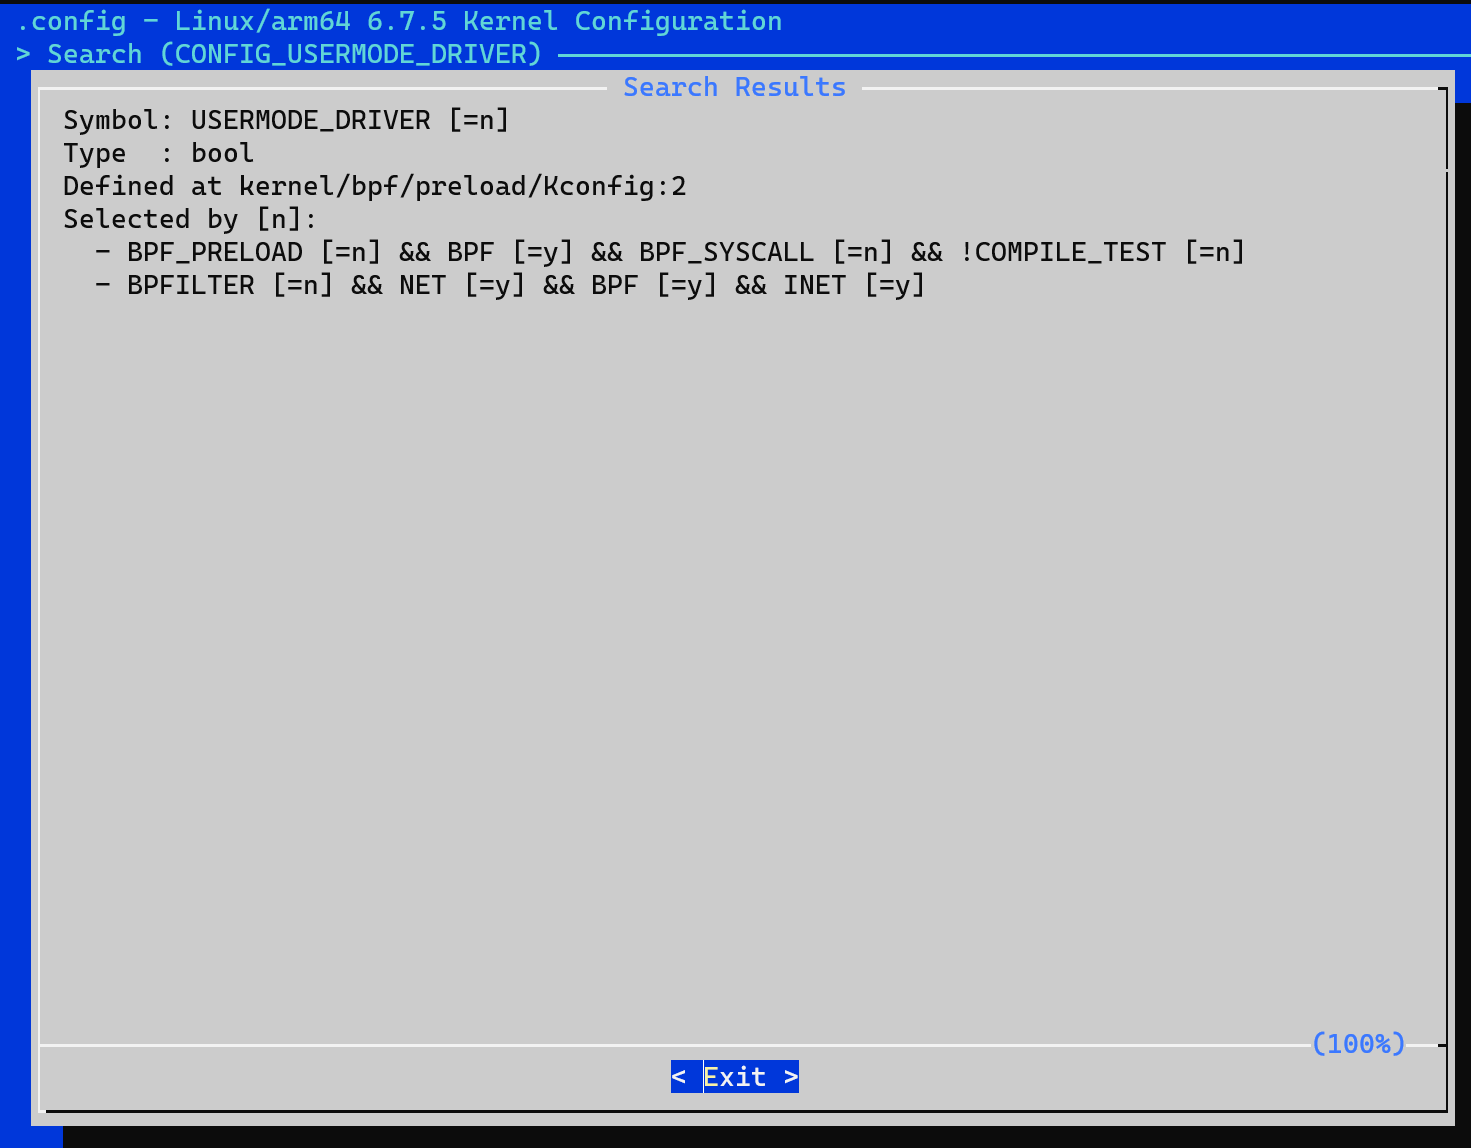 .config - Linux/arm64 6.7.5 Kernel Configuration
> Search (CONFIG_USERMODE_DRIVER)
Search Results
Symbol: USERMODE_DRIVER [=n]
Type  : bool
Defined at kernel/bpf/preload/Kconfig:2
Selected by [n]:
  - BPF_PRELOAD [=n] && BPF [=y] && BPF_SYSCALL [=n] && !COMPILE_TEST [=n]
  - BPFILTER [=n] && NET [=y] && BPF [=y] && INET [=y]
(100%)
< Exit >